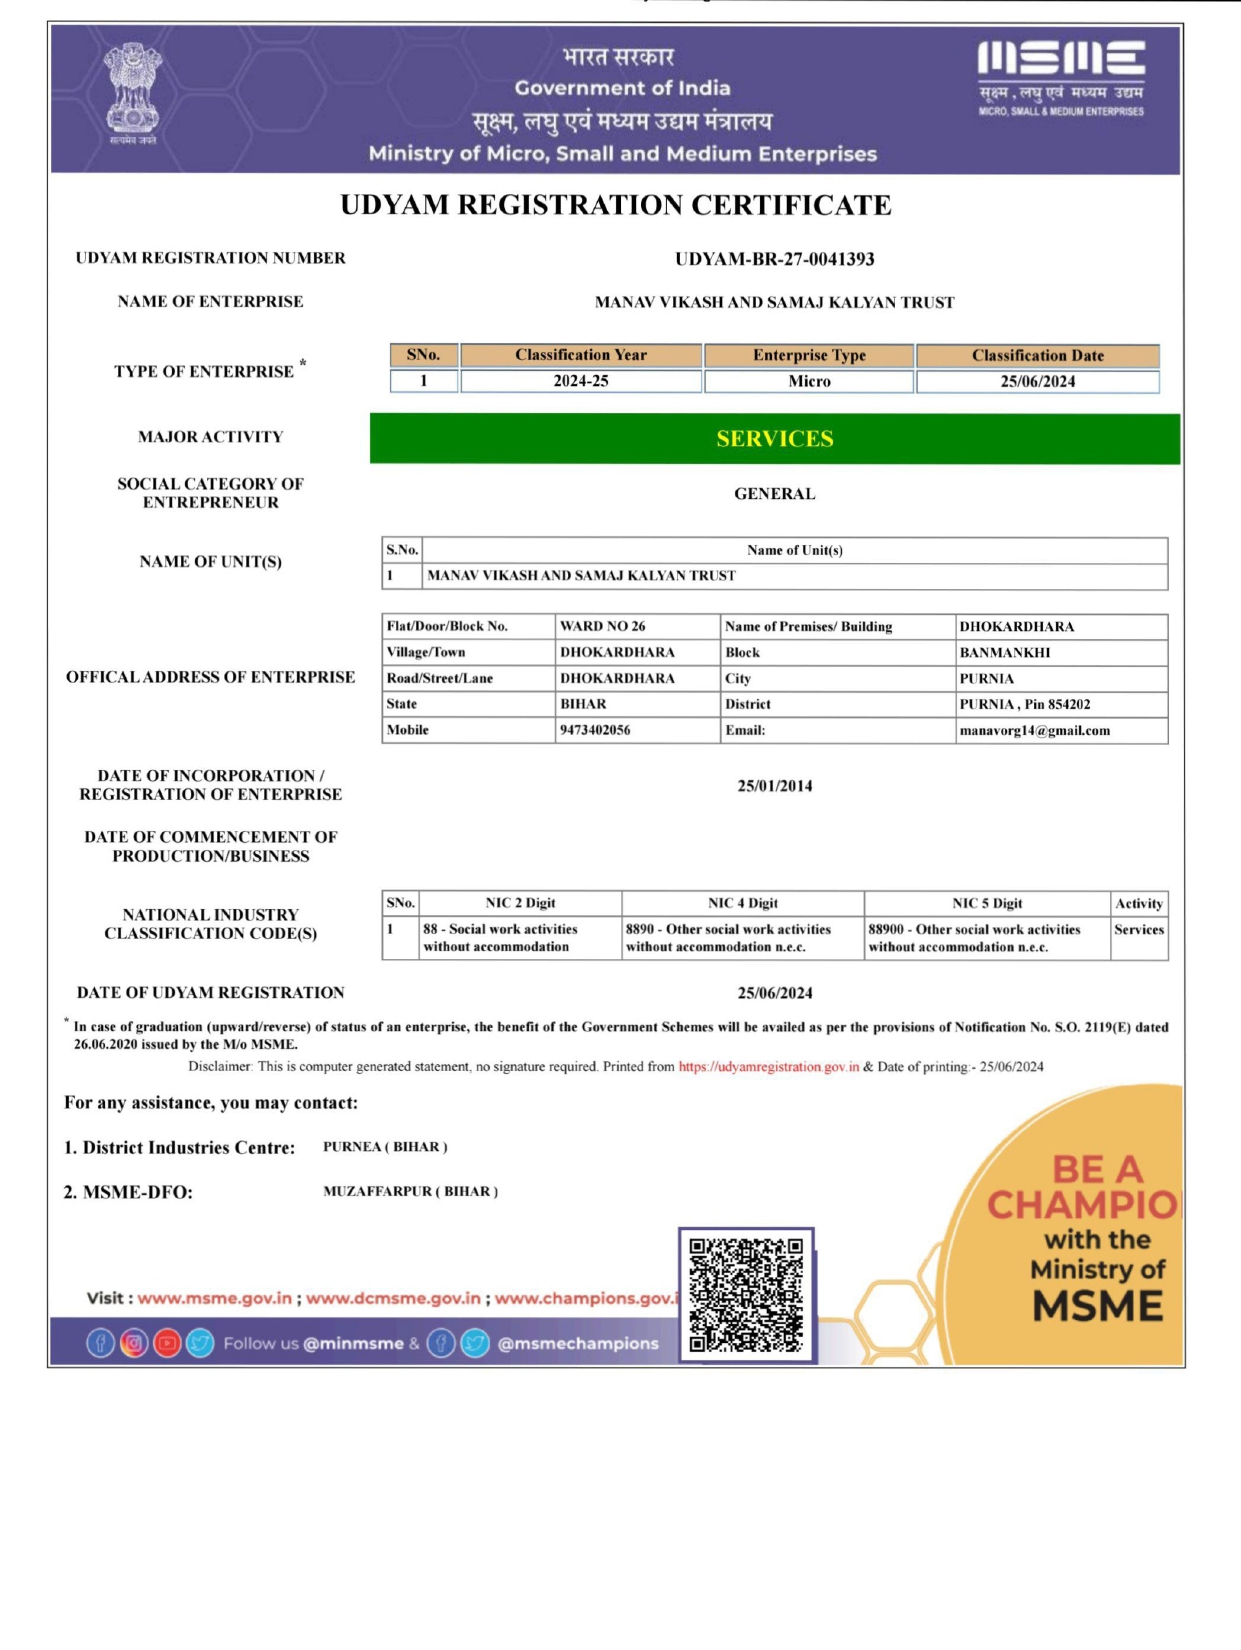 सत्यमेव जयते
भारत सरकार
Government of India
सूक्ष्म, लघु एवं मध्यम उद्यम मंत्रालय
Ministry of Micro, Small and Medium Enterprises
MSME
सूक्ष्म , लघु एवं मध्यम उद्यम
MICRO, SMALL & MEDIUM ENTERPRISES
UDYAM REGISTRATION CERTIFICATE
UDYAM REGISTRATION NUMBER UDYAM-BR-27-0041393
NAME OF ENTERPRISE MANAV VIKASH AND SAMAJ KALYAN TRUST
TYPE OF ENTERPRISE *
SNo. Classification Year Enterprise Type Classification Date
1 2024-25 Micro 25/06/2024
MAJOR ACTIVITY SERVICES
SOCIAL CATEGORY OF
ENTREPRENEUR
GENERAL
NAME OF UNIT(S)
S.No. Name of Unit(s)
1 MANAV VIKASH AND SAMAJ KALYAN TRUST
OFFICAL ADDRESS OF ENTERPRISE
Flat/Door/Block No. WARD NO 26 Name of Premises/ Building DHOKARDHARA
Village/Town DHOKARDHARA Block BANMANKHI
Road/Street/Lane DHOKARDHARA City PURNIA
State BIHAR District PURNIA , Pin 854202
Mobile 9473402056 Email: manavorg14@gmail.com
DATE OF INCORPORATION /
REGISTRATION OF ENTERPRISE
25/01/2014
DATE OF COMMENCEMENT OF
PRODUCTION/BUSINESS
NATIONAL INDUSTRY
CLASSIFICATION CODE(S)
SNo. NIC 2 Digit NIC 4 Digit NIC 5 Digit Activity
1 88 - Social work activities 8890 - Other social work activities 88900 - Other social work activities Services
without accommodation without accommodation n.e.c. without accommodation n.e.c.
DATE OF UDYAM REGISTRATION 25/06/2024
* In case of graduation (upward/reverse) of status of an enterprise, the benefit of the Government Schemes will be availed as per the provisions of Notification No. S.O. 2119(E) dated
26.06.2020 issued by the M/o MSME.
Disclaimer: This is computer generated statement, no signature required. Printed from https://udyamregistration.gov.in & Date of printing:- 25/06/2024
For any assistance, you may contact:
1. District Industries Centre: PURNEA ( BIHAR )
2. MSME-DFO: MUZAFFARPUR ( BIHAR )
BE A
CHAMPIO
with the
Ministry of
MSME
Visit : www.msme.gov.in ; www.dcmsme.gov.in ; www.champions.gov.i
Follow us @minmsme & @msmechampions